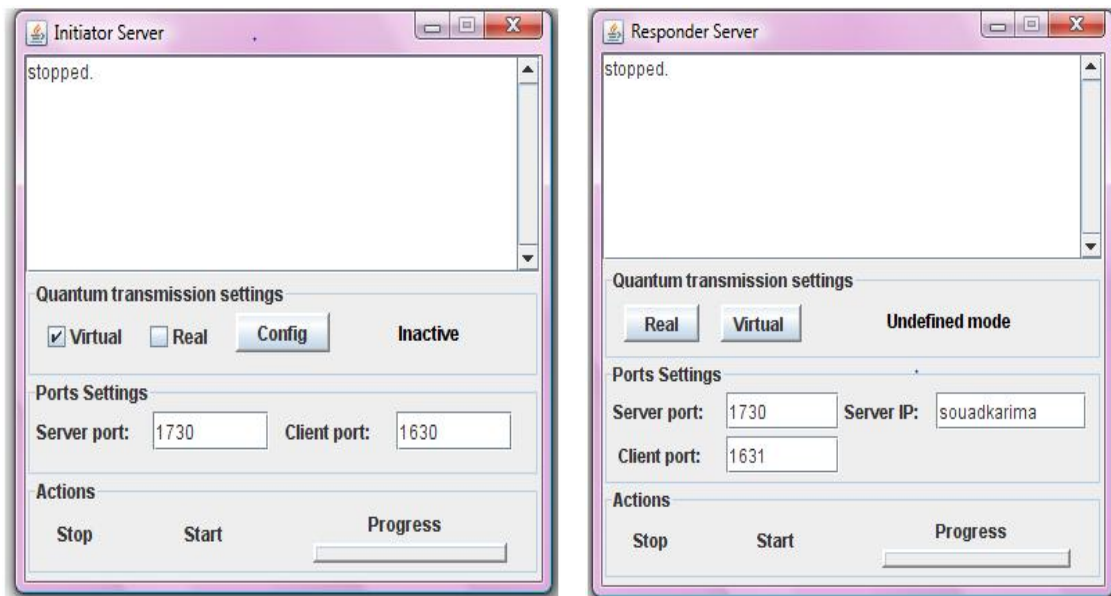 Initiator Server
stopped.
Quantum transmission settings
Virtual Real Config Inactive
Ports Settings
Server port: 1730 Client port: 1630
Actions
Stop Start Progress
Responder Server
stopped.
Quantum transmission settings
Real Virtual Undefined mode
Ports Settings
Server port: 1730 Server IP: souadkarima
Client port: 1631
Actions
Stop Start Progress